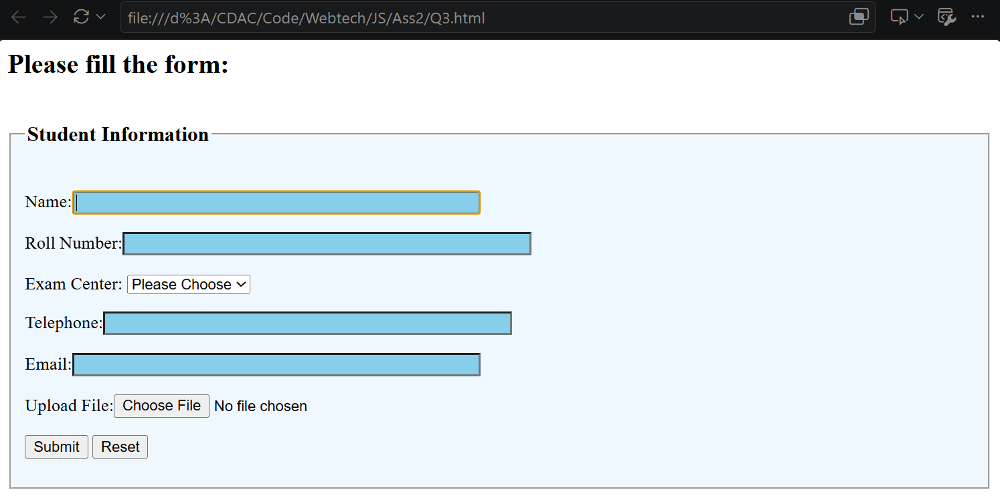 file:///d%3A/CDAC/Code/Webtech/JS/Ass2/Q3.html
Please fill the form:
Student Information
Name:
Roll Number:
Exam Center: Please Choose
Telephone:
Email:
Upload File: Choose File No file chosen
Submit Reset